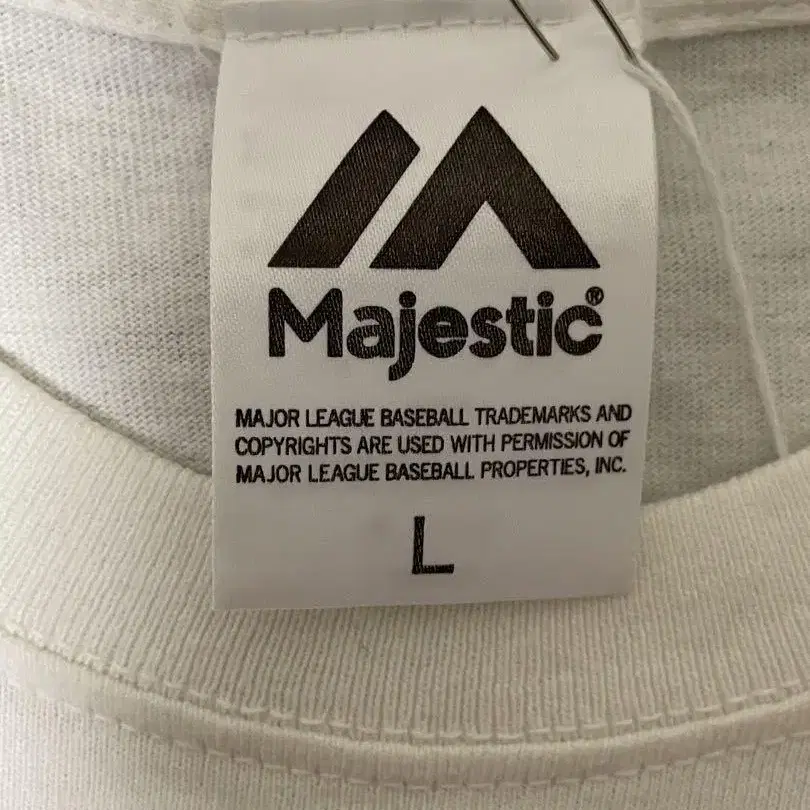 Majestic®
MAJOR LEAGUE BASEBALL TRADEMARKS AND
COPYRIGHTS ARE USED WITH PERMISSION OF
MAJOR LEAGUE BASEBALL PROPERTIES, INC.
L